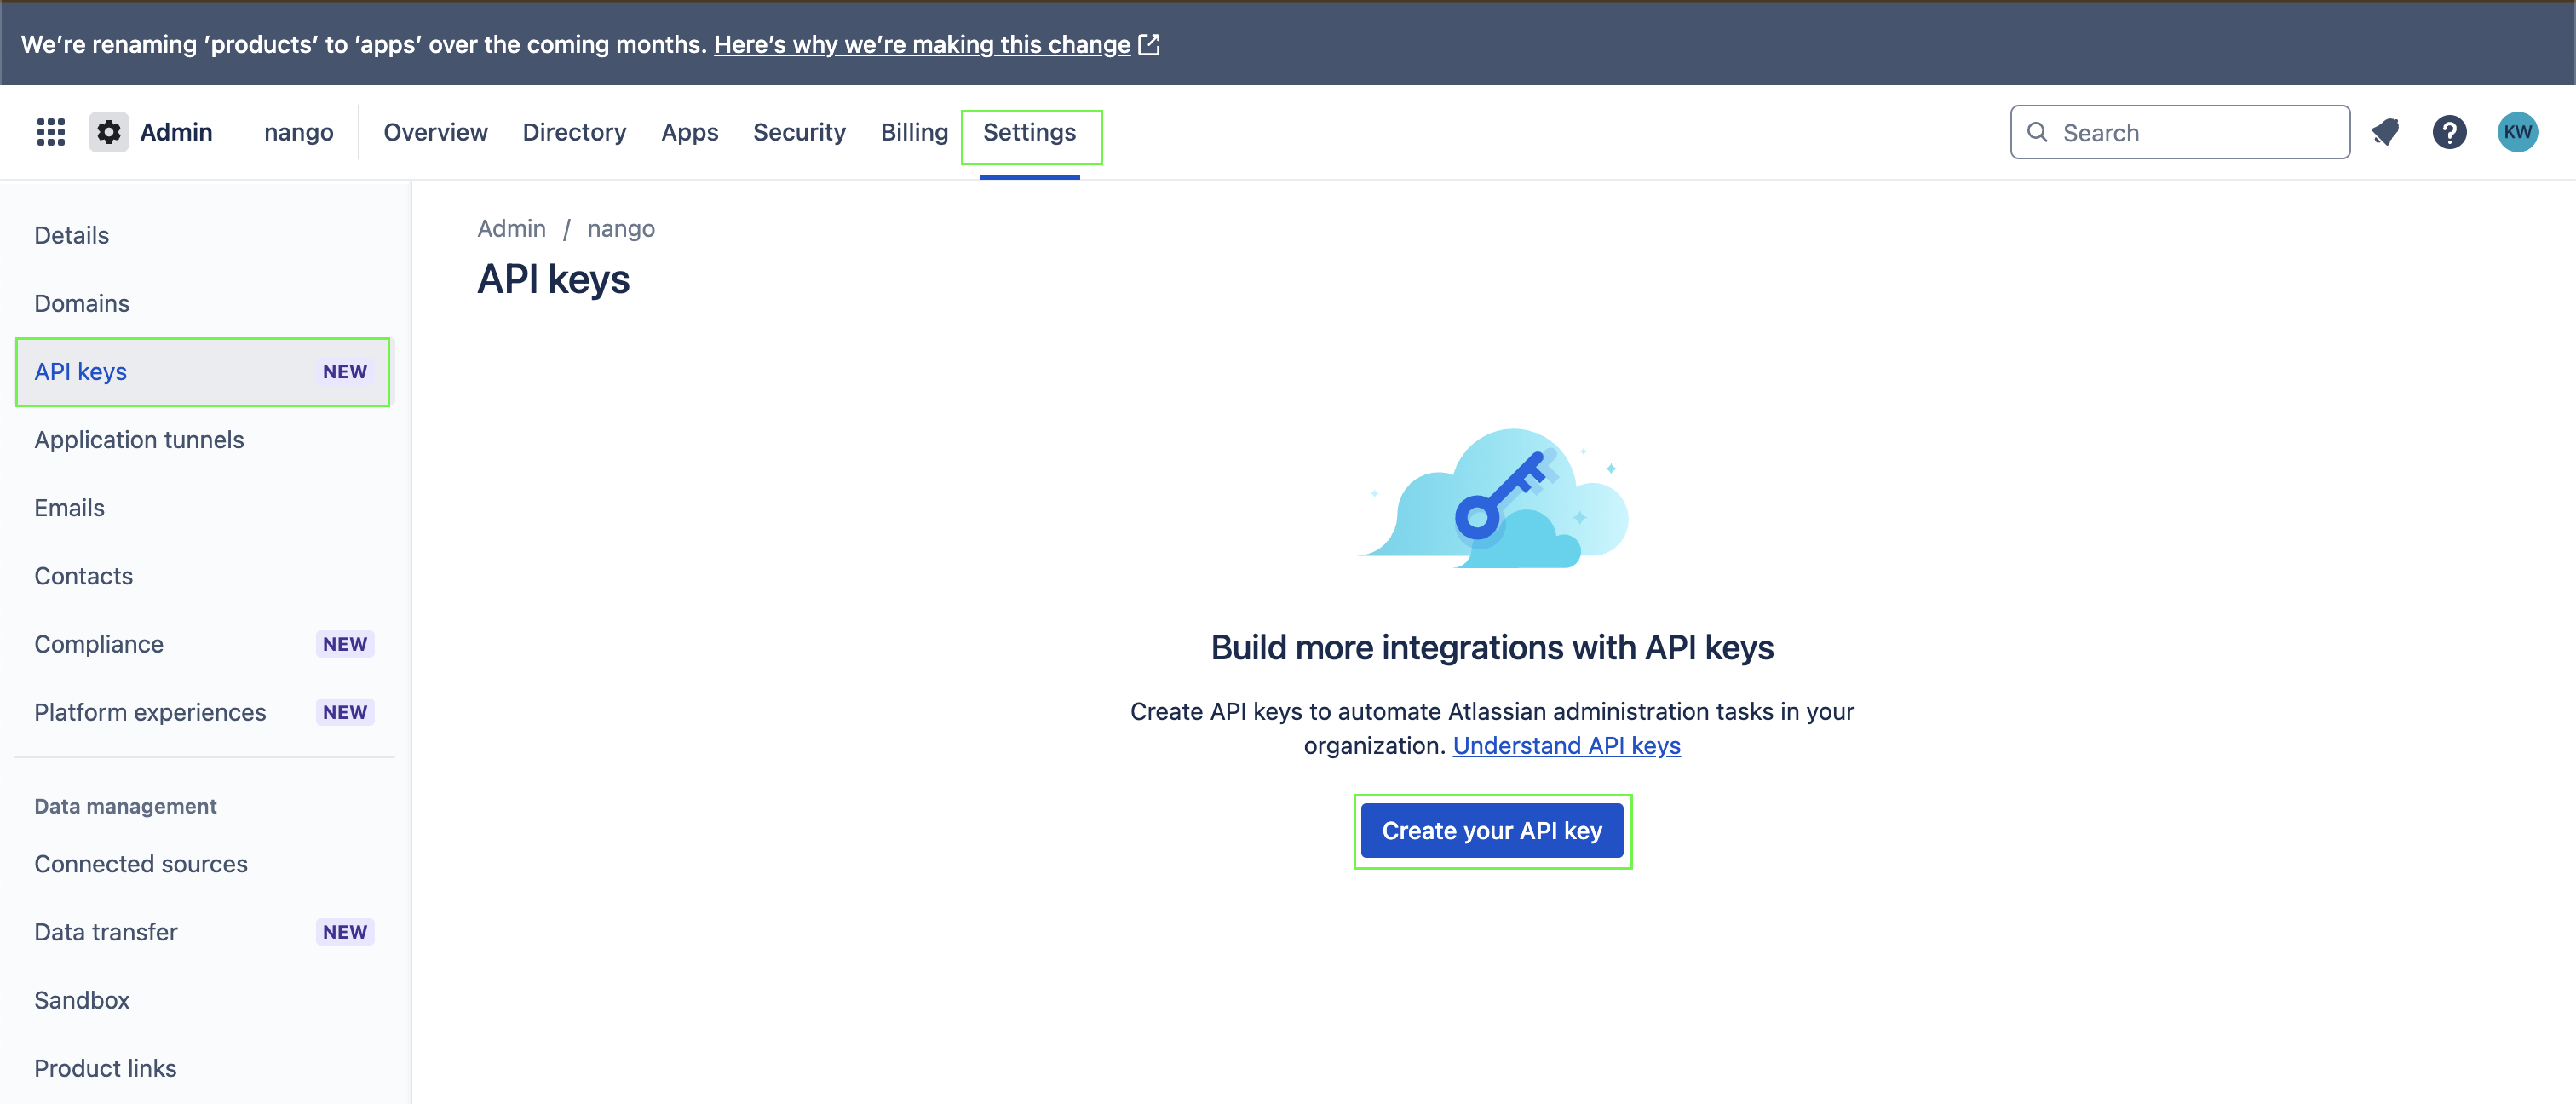 We're renaming 'products' to 'apps' over the coming months. Here's why we're making this change
Admin nango Overview Directory Apps Security Billing Settings Search KW
Details
Domains
API keys NEW
Application tunnels
Emails
Contacts
Compliance NEW
Platform experiences NEW
Data management
Connected sources
Data transfer NEW
Sandbox
Product links
Admin / nango
API keys
Build more integrations with API keys
Create API keys to automate Atlassian administration tasks in your
organization. Understand API keys
Create your API key